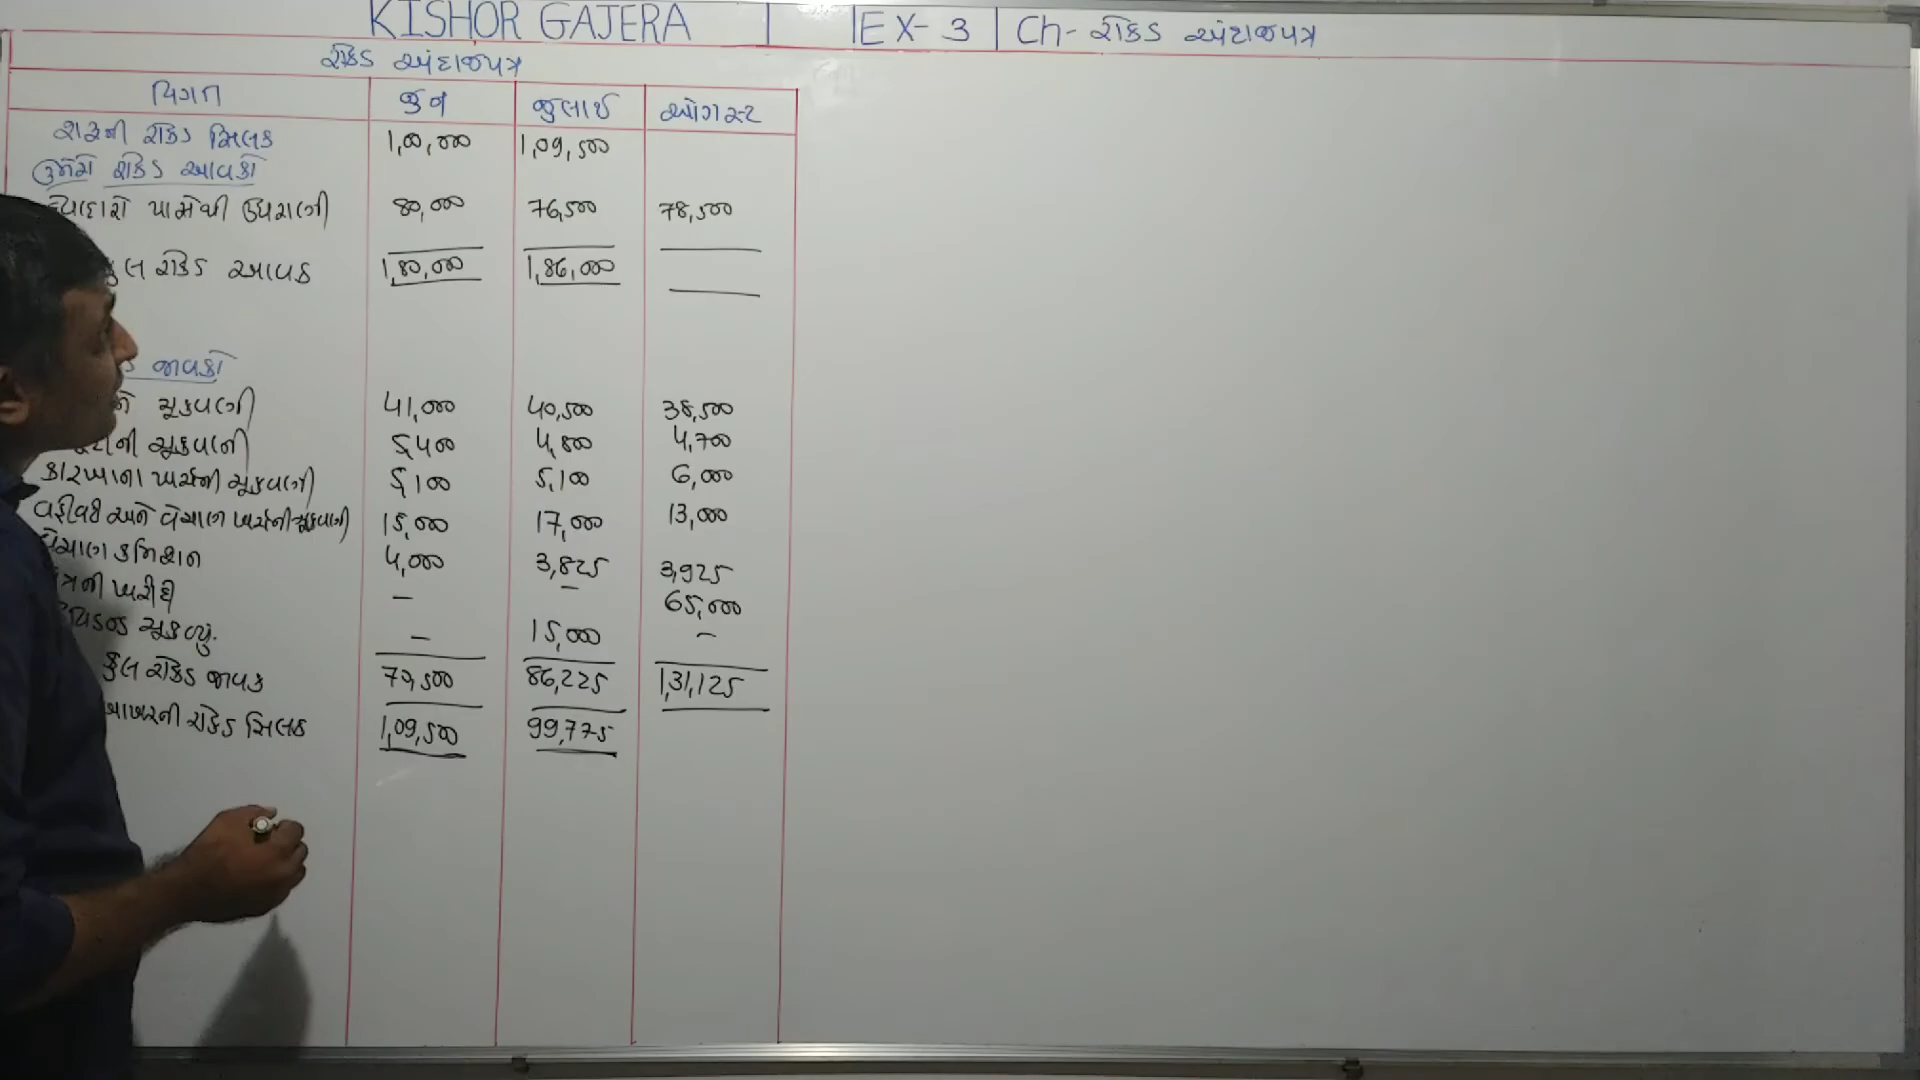 KISHOR GAJERA EX-3 Ch- રોકડ અંદાજપત્ર
રોકડ અંદાજપત્ર
વિગત જુન જુલાઈ ઓગસ્ટ
શરૂની રોકડ સિલક 1,00,000 1,09,500
ઉમેરો રોકડ આવકો
પાસેથી ઉઘરાણી 80,000 76,500 78,500
કુલ રોકડ આવક 1,80,000 1,86,000
જાવકો
ચૂકવણી 41,000 40,500 38,500
ચૂકવણી 5,400 4,800 4,700
કારખાના ખર્ચની ચૂકવણી 5,100 5,100 6,000
વહીવટી અને વેચાણ ખર્ચની ચૂકવણી 15,000 17,000 13,000
વેચાણ કમિશન 4,000 3,825 3,925
ખરીદી - - 65,000
ચૂકવ્યું. - 15,000 -
કુલ રોકડ જાવક 70,500 86,225 1,31,125
આખરની રોકડ સિલક 1,09,500 99,775